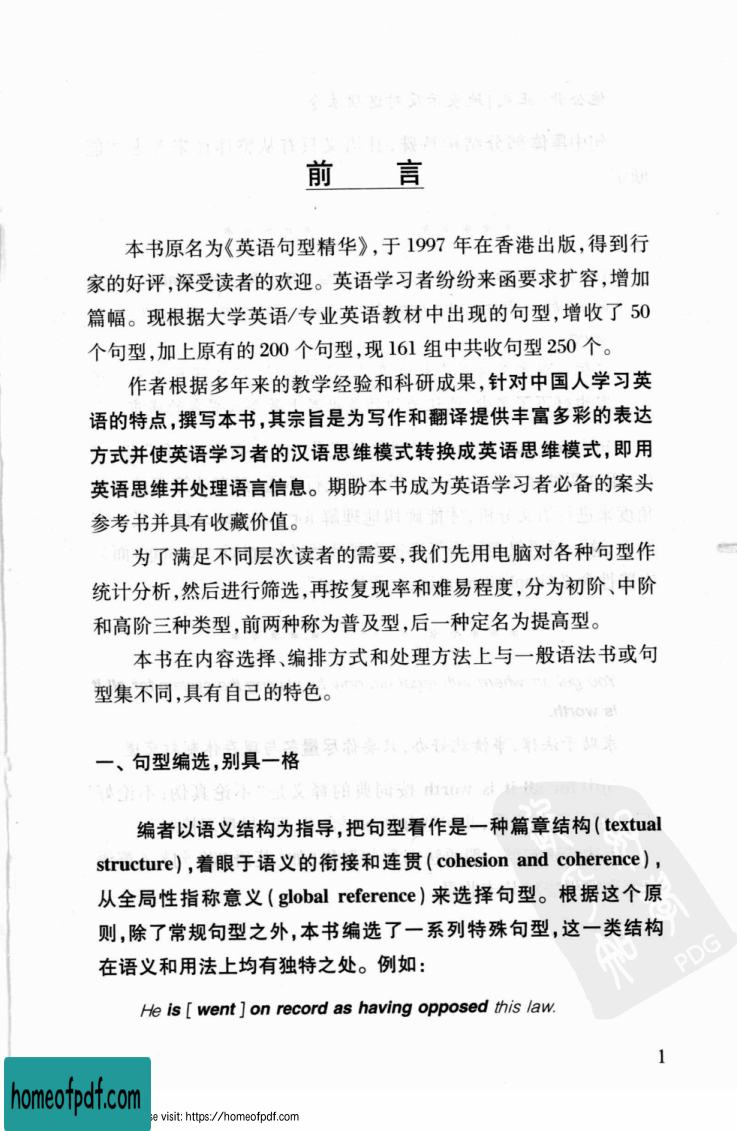 前 言
本书原名为《英语句型精华》,于 1997 年在香港出版,得到行
家的好评,深受读者的欢迎。英语学习者纷纷来函要求扩容,增加
篇幅。现根据大学英语/专业英语教材中出现的句型,增收了 50
个句型,加上原有的 200 个句型,现 161 组中共收句型 250 个。
作者根据多年来的教学经验和科研成果,针对中国人学习英
语的特点,撰写本书,其宗旨是为写作和翻译提供丰富多彩的表达
方式并使英语学习者的汉语思维模式转换成英语思维模式,即用
英语思维并处理语言信息。期盼本书成为英语学习者必备的案头
参考书并具有收藏价值。
为了满足不同层次读者的需要,我们先用电脑对各种句型作
统计分析,然后进行筛选,再按复现率和难易程度,分为初阶、中阶
和高阶三种类型,前两种称为普及型,后一种定名为提高型。
本书在内容选择、编排方式和处理方法上与一般语法书或句
型集不同,具有自己的特色。
一、句型编选,别具一格
编者以语义结构为指导,把句型看作是一种篇章结构(textual
structure),着眼于语义的衔接和连贯(cohesion and coherence),
从全局性指称意义(global reference)来选择句型。根据这个原
则,除了常规句型之外,本书编选了一系列特殊句型,这一类结构
在语义和用法上均有独特之处。例如:
He is [ went ] on record as having opposed this law.
PDG
1
homeofpdf.com
se visit: https://homeofpdf.com